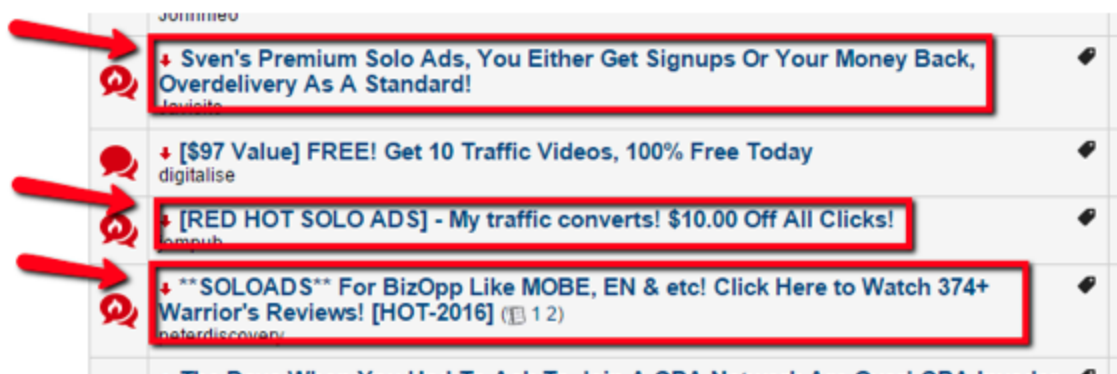 Johnnieo
Sven's Premium Solo Ads, You Either Get Signups Or Your Money Back,
Overdelivery As A Standard!
Javisito
[$97 Value] FREE! Get 10 Traffic Videos, 100% Free Today
digitalise
[RED HOT SOLO ADS] - My traffic converts! $10.00 Off All Clicks!
jompub
**SOLOADS** For BizOpp Like MOBE, EN & etc! Click Here to Watch 374+
Warrior's Reviews! [HOT-2016] ( 1 2)
peterdiscovery